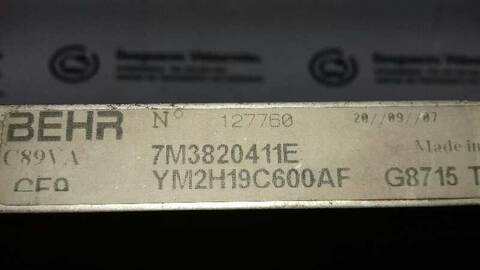 BEHR N° 127760 20//09//07
C89VA 7M3820411E Made in
YM2H19C600AF G8715 T